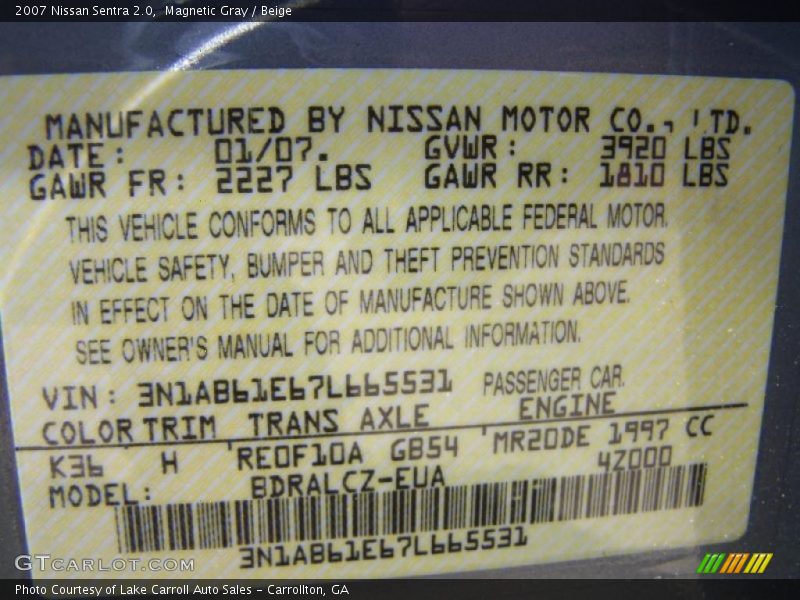 2007 Nissan Sentra 2.0, Magnetic Gray / Beige
MANUFACTURED BY NISSAN MOTOR CO., LTD.
DATE: 01/07. GVWR: 3920 LBS
GAWR FR: 2227 LBS GAWR RR: 1810 LBS
THIS VEHICLE CONFORMS TO ALL APPLICABLE FEDERAL MOTOR.
VEHICLE SAFETY, BUMPER AND THEFT PREVENTION STANDARDS
IN EFFECT ON THE DATE OF MANUFACTURE SHOWN ABOVE.
SEE OWNER'S MANUAL FOR ADDITIONAL INFORMATION.
VIN: 3N1AB61E67L665531 PASSENGER CAR.
COLOR TRIM TRANS AXLE ENGINE
K36 H RE0F10A GB54 MR20DE 1997 CC
MODEL: BDRALCZ-EUA 4Z000
3N1AB61E67L665531
GTCARLOT.COM
Photo Courtesy of Lake Carroll Auto Sales - Carrollton, GA